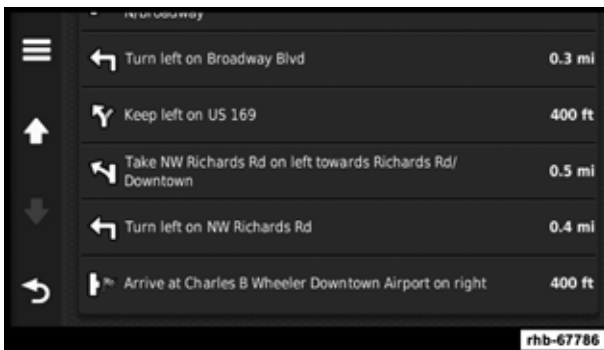 N/Broadway
Turn left on Broadway Blvd 0.3 mi
Keep left on US 169 400 ft
Take NW Richards Rd on left towards Richards Rd/
Downtown 0.5 mi
Turn left on NW Richards Rd 0.4 mi
Arrive at Charles B Wheeler Downtown Airport on right 400 ft
rhb-67786